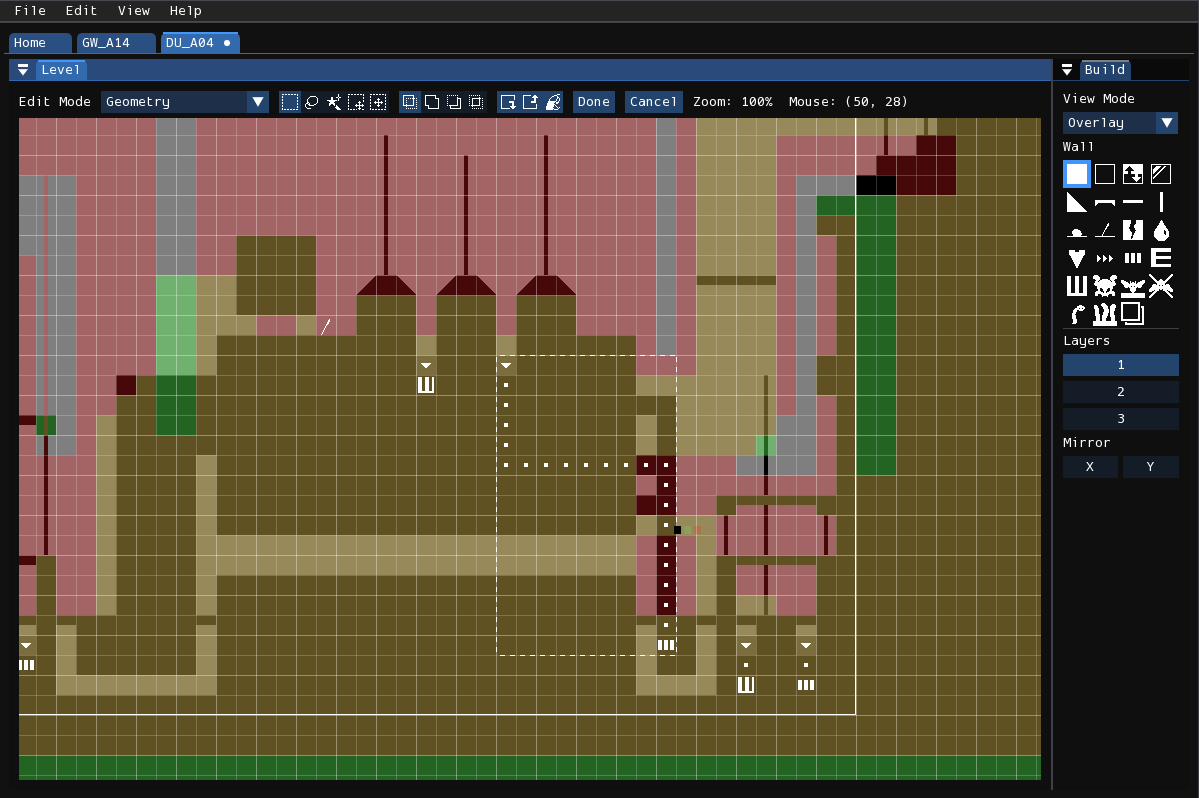 File Edit View Help
Home GW_A14 DU_A04
Level
Build
Edit Mode Geometry Done Cancel Zoom: 100% Mouse: (50, 28)
View Mode
Overlay
Wall
Layers
1
2
3
Mirror
X Y